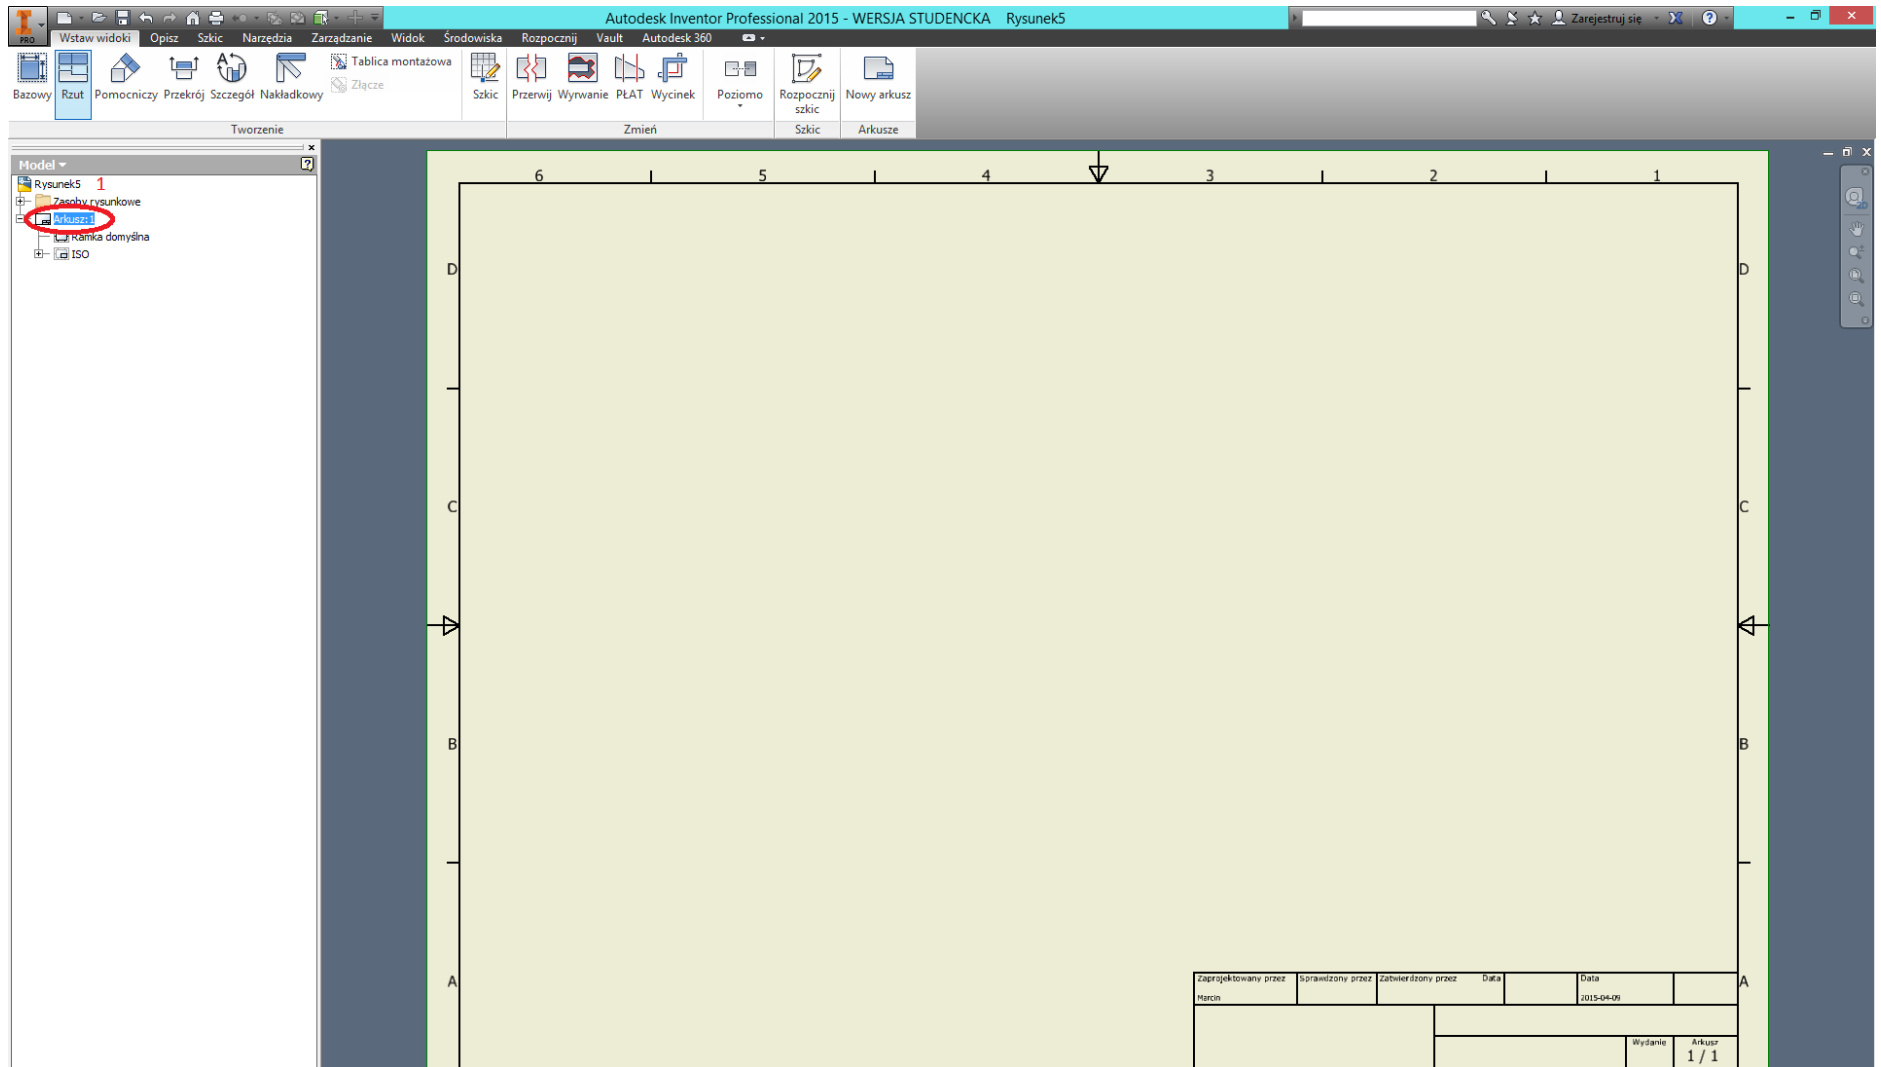 Autodesk Inventor Professional 2015 - WERSJA STUDENCKA Rysunek5
Zarejestruj się
PRO
Wstaw widoki Opisz Szkic Narzędzia Zarządzanie Widok Środowiska Rozpocznij Vault Autodesk 360
Tablica montażowa
Złącze
Bazowy Rzut Pomocniczy Przekrój Szczegół Nakładkowy Szkic Przerwij Wyrwanie PŁAT Wycinek Poziomo Rozpocznij szkic Nowy arkusz
Tworzenie Zmień Szkic Arkusze
Model
Rysunek5 1
Zasoby rysunkowe
Arkusz:1
Ramka domyślna
ISO
6 5 4 3 2 1
D D
C C
B B
A A
Zaprojektowany przez Sprawdzony przez Zatwierdzony przez Data Data
Marcin 2015-04-09
Wydanie Arkusz
1 / 1